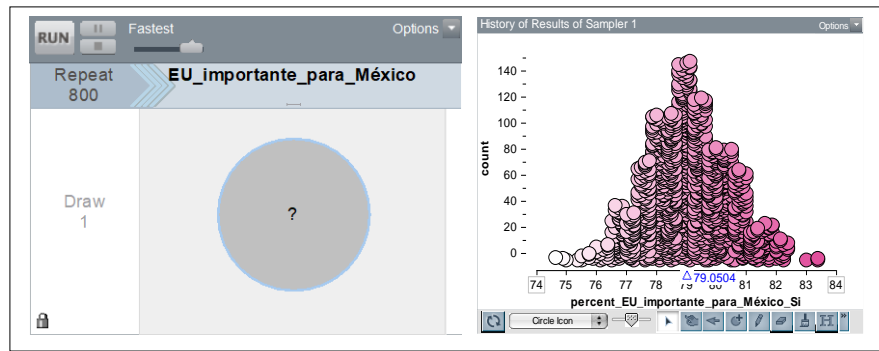 RUN
Fastest
Options
Repeat
800
EU_importante_para_México
Draw
1
?
History of Results of Sampler 1
Options
count
140
120
100
80
60
40
20
0
74 75 76 77 78 79 80 81 82 83 84
79.0504
percent_EU_importante_para_México_Si
Circle Icon